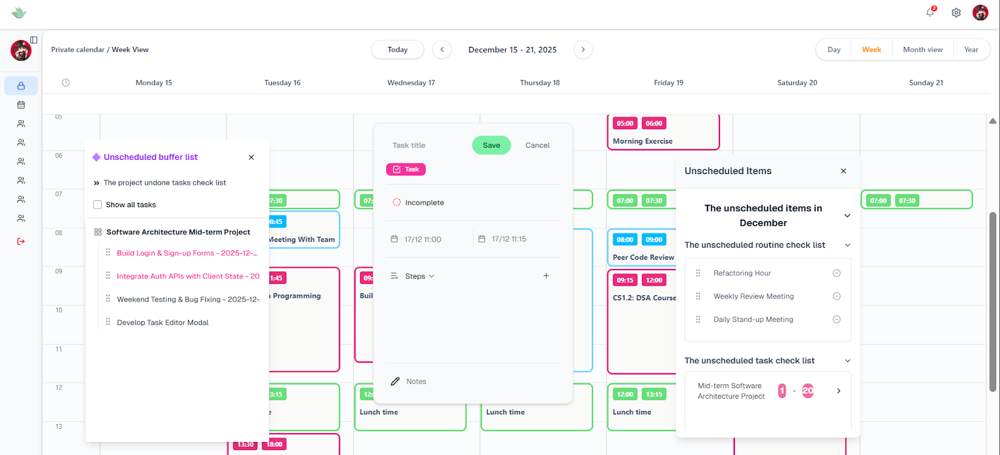 2
Private calendar / Week View
Today
December 15 - 21, 2025
Day
Week
Month view
Year
Monday 15
Tuesday 16
Wednesday 17
Thursday 18
Friday 19
Saturday 20
Sunday 21
05
06
07
08
09
10
11
12
13
Unscheduled buffer list
The project undone tasks check list
Show all tasks
Software Architecture Mid-term Project
Build Login & Sign-up Forms - 2025-12-...
Integrate Auth APIs with Client State - 20
Weekend Testing & Bug FIxing - 2025-12-
Develop Task Editor Modal
7:30
8:45
Meeting With Team
1:45
Programming
3:15
13:30 18:00
07:
09:
Buil
12:
Lunch time
Task title
Save
Cancel
Task
Incomplete
17/12 11:00
17/12 11:15
Steps
Notes
Lunch time
05:00 06:00
Morning Exercise
07:00 07:30
08:00 09:00
Peer Code Review
09:15 12:00
CS1.2: DSA Course
12:00 13:15
Lunch time
Unscheduled Items
The unscheduled items in
December
The unscheduled routine check list
Refactoring Hour
Weekly Review Meeting
Daily Stand-up Meeting
The unscheduled task check list
Mid-term Software
Architecture Project
1 - 20
07:00 07:30